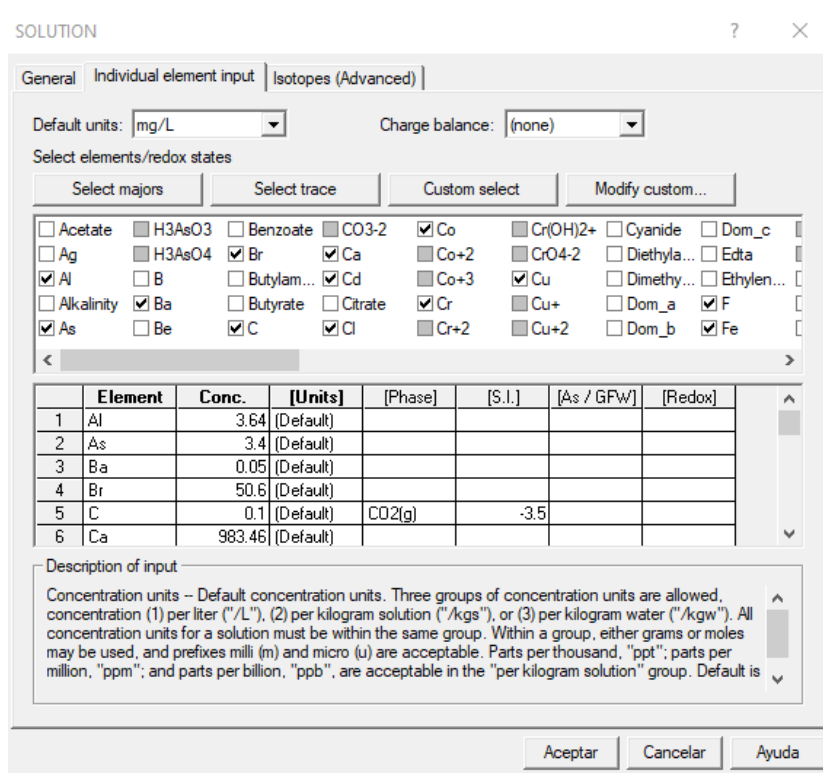 SOLUTION ? ×
General Individual element input Isotopes (Advanced)
Default units: mg/L Charge balance: (none)
Select elements/redox states
Select majors Select trace Custom select Modify custom...
Acetate H3AsO3 Benzoate CO3-2 Co Cr(OH)2+ Cyanide Dom_c
Ag H3AsO4 Br Ca Co+2 CrO4-2 Diethyla... Edta
Al B Butylam... Cd Co+3 Cu Dimethy... Ethylen...
Alkalinity Ba Butyrate Citrate Cr Cu+ Dom_a F
As Be C Cl Cr+2 Cu+2 Dom_b Fe
Element Conc. [Units] [Phase] [S.I.] [As / GFW] [Redox]
1 Al 3.64 (Default)
2 As 3.4 (Default)
3 Ba 0.05 (Default)
4 Br 50.6 (Default)
5 C 0.1 (Default) CO2(g) -3.5
6 Ca 983.46 (Default)
Description of input
Concentration units -- Default concentration units. Three groups of concentration units are allowed,
concentration (1) per liter ("/L"), (2) per kilogram solution ("/kgs"), or (3) per kilogram water ("/kgw"). All
concentration units for a solution must be within the same group. Within a group, either grams or moles
may be used, and prefixes milli (m) and micro (u) are acceptable. Parts per thousand, "ppt"; parts per
million, "ppm"; and parts per billion, "ppb", are acceptable in the "per kilogram solution" group. Default is
Aceptar Cancelar Ayuda